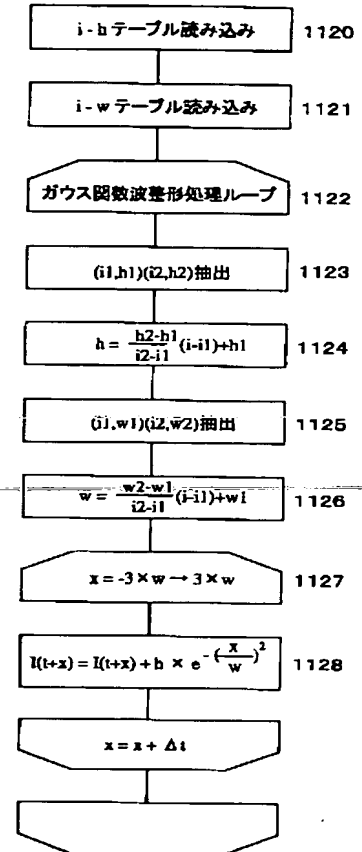 i-hテーブル読み込み 1120
i-wテーブル読み込み 1121
ガウス関数波整形処理ループ 1122
(i1,h1)(i2,h2)抽出 1123
h = \frac{h2-h1}{i2-i1}(i-i1)+h1 1124
(i1,w1)(i2,w2)抽出 1125
w = \frac{w2-w1}{i2-i1}(i-i1)+w1 1126
x = -3×w → 3×w 1127
I(t+x) = I(t+x) + h × e^{-(\frac{x}{w})^2} 1128
x = x + Δt